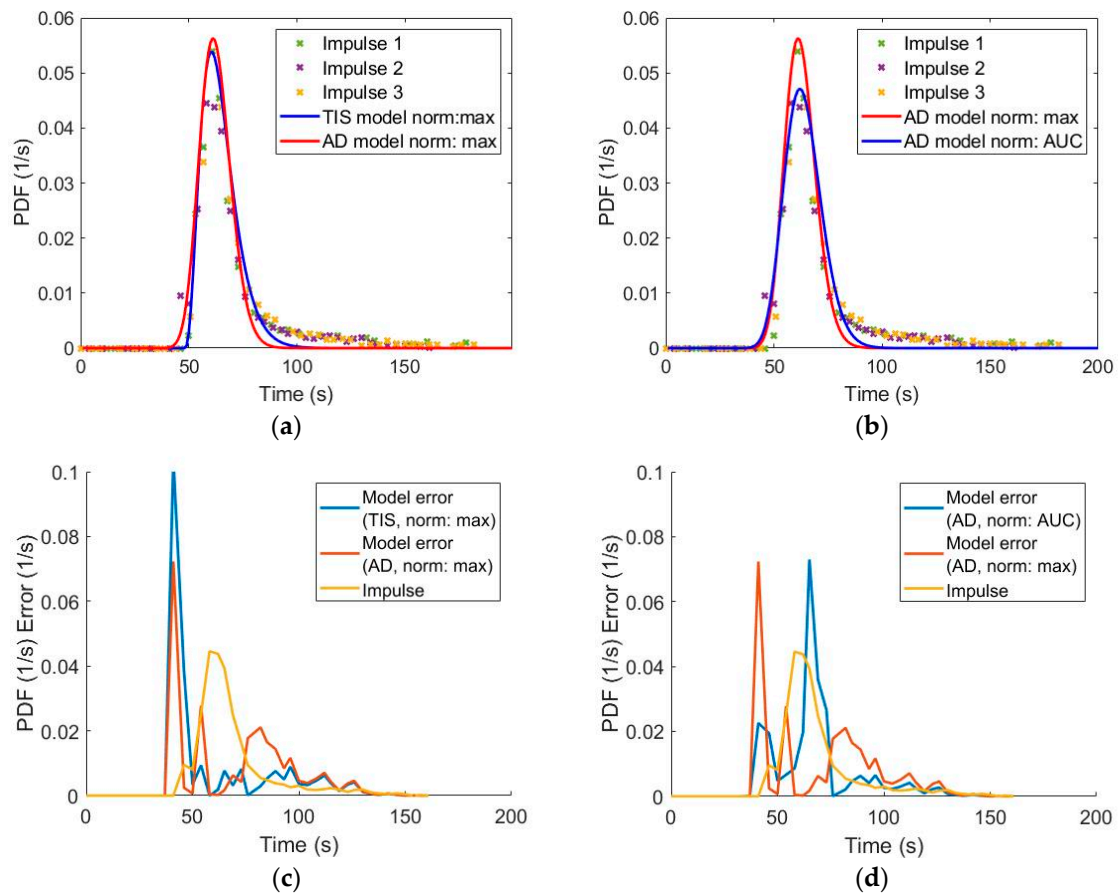 0.06
0.05
0.04
0.03
0.02
0.01
0
PDF (1/s)
0 50 100 150
Time (s)
Impulse 1
Impulse 2
Impulse 3
TIS model norm:max
AD model norm: max
(a)
0.06
0.05
0.04
0.03
0.02
0.01
0
PDF (1/s)
0 50 100 150 200
Time (s)
Impulse 1
Impulse 2
Impulse 3
AD model norm: max
AD model norm: AUC
(b)
0.1
0.08
0.06
0.04
0.02
0
PDF (1/s) Error (1/s)
0 50 100 150 200
Time (s)
Model error
(TIS, norm: max)
Model error
(AD, norm: max)
Impulse
(c)
0.1
0.08
0.06
0.04
0.02
0
PDF (1/s) Error (1/s)
0 50 100 150 200
Time (s)
Model error
(AD, norm: AUC)
Model error
(AD, norm: max)
Impulse
(d)